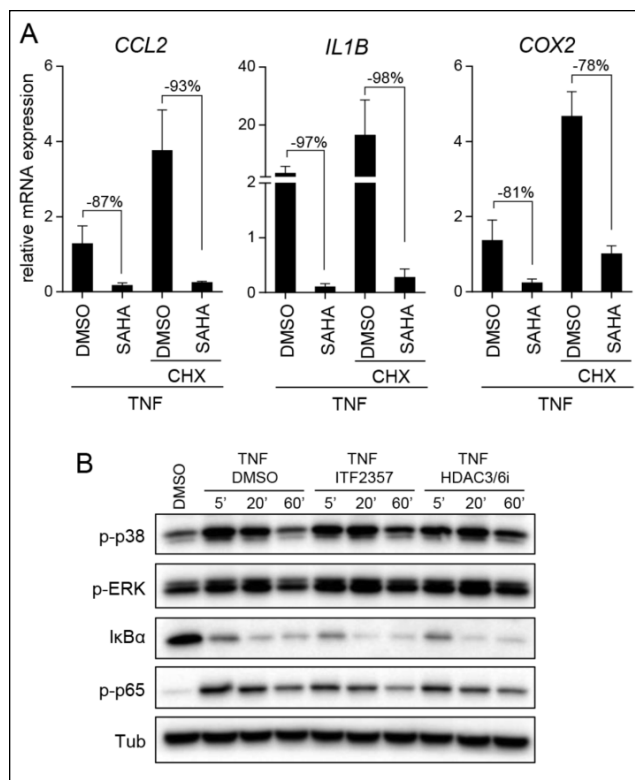 A
CCL2 IL1B COX2
relative mRNA expression
6
4
2
0
-87%
-93%
40
20
2
1
0
-97%
-98%
6
4
2
0
-81%
-78%
DMSO SAHA DMSO SAHA DMSO SAHA DMSO SAHA DMSO SAHA DMSO SAHA
CHX CHX CHX
TNF TNF TNF
B
DMSO
TNF TNF TNF
DMSO ITF2357 HDAC3/6i
5' 20' 60' 5' 20' 60' 5' 20' 60'
p-p38
p-ERK
IκBα
p-p65
Tub